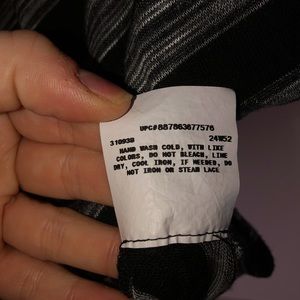 UPC#887863677576
31093B 24W52
HAND WASH COLD, WITH LIKE
COLORS, DO NOT BLEACH, LINE
DRY, COOL IRON, IF NEEDED, DO
NOT IRON OR STEAM LACE